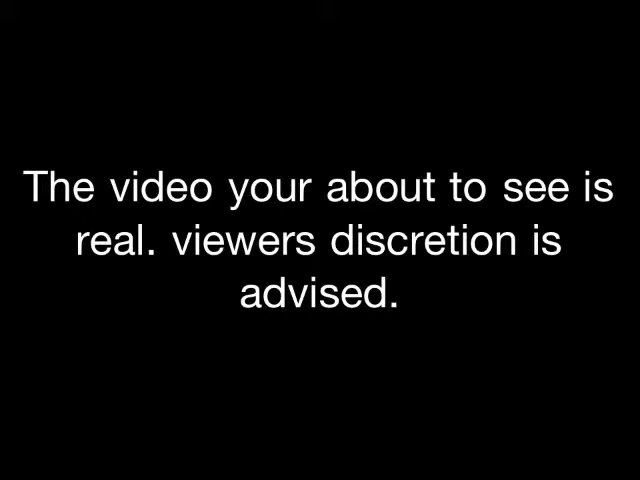 The video your about to see is
real. viewers discretion is
advised.